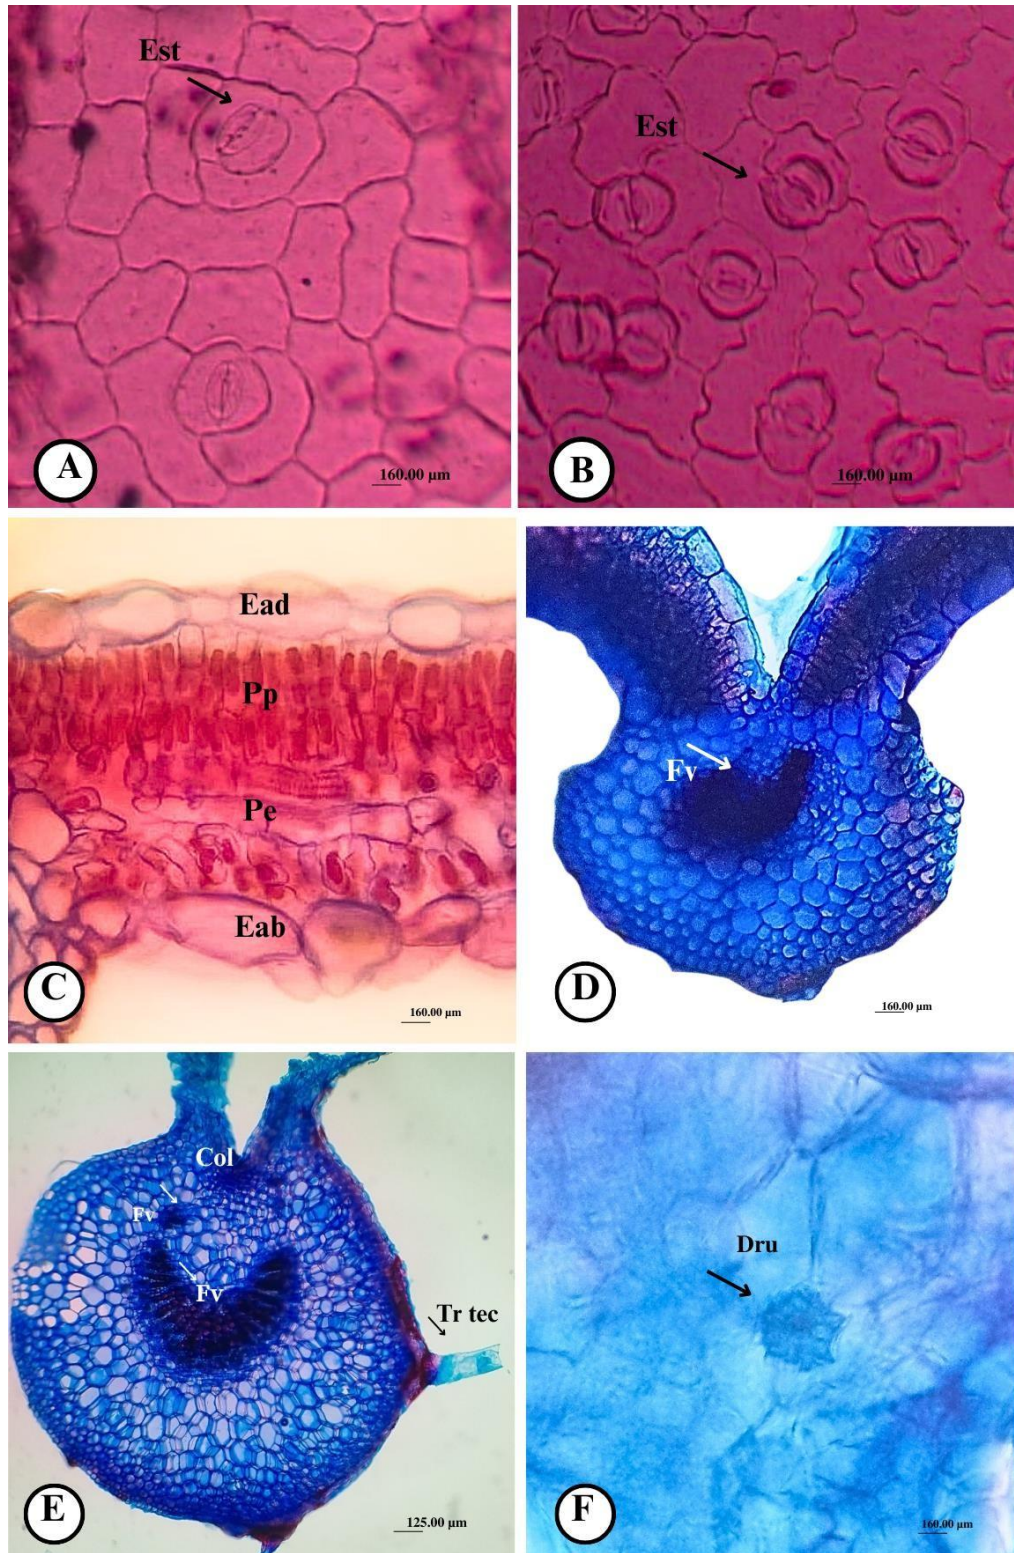 Est
A
160.00 μm
Est
B
160.00 μm
Ead
Pp
Pe
Eab
C
160.00 μm
Fv
D
160.00 μm
Col
Fv
Fv
Tr tec
E
125.00 μm
Dru
F
160.00 μm